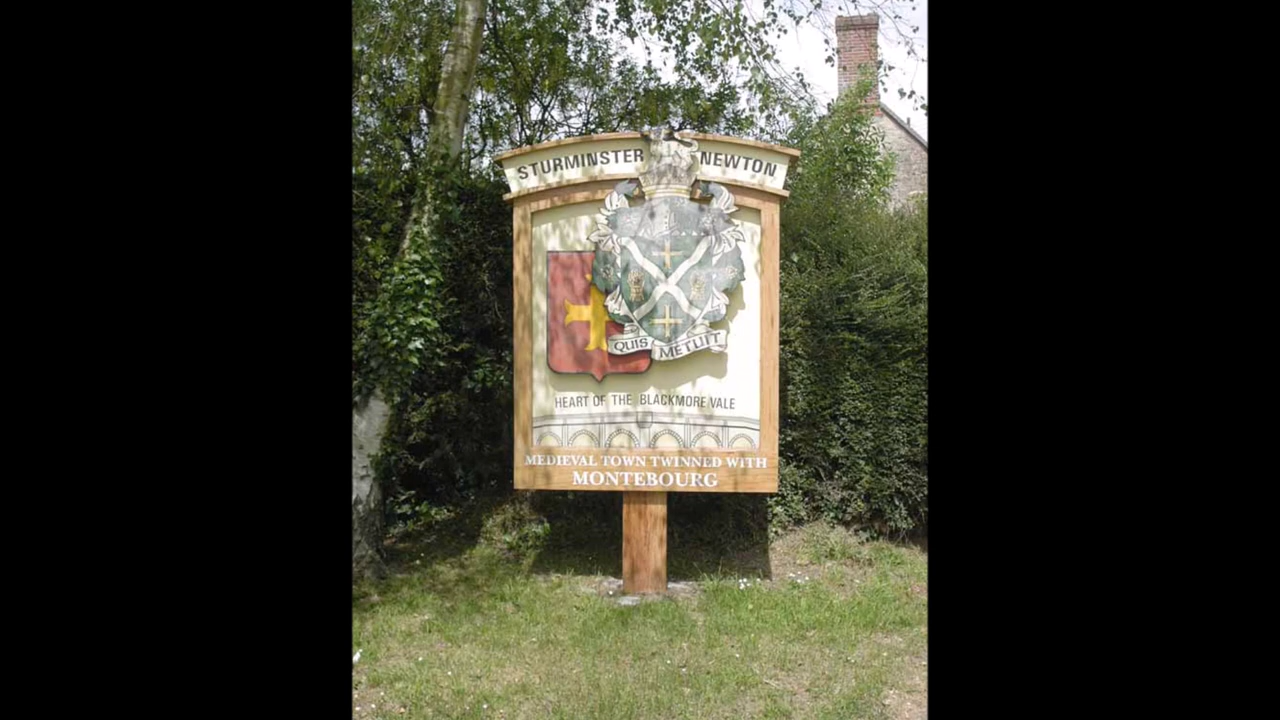 STURMINSTER NEWTON
QUIS METUIT
HEART OF THE BLACKMORE VALE
MEDIEVAL TOWN TWINNED WITH
MONTEBOURG